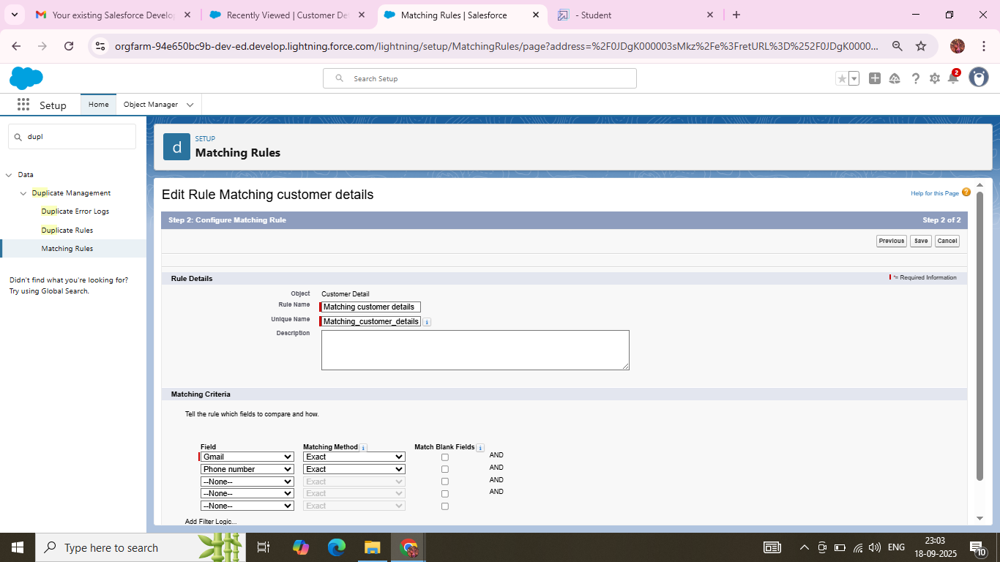 Your existing Salesforce Develo
Recently Viewed | Customer De
Matching Rules | Salesforce
- Student
orgfarm-94e650bc9b-dev-ed.develop.lightning.force.com/lightning/setup/MatchingRules/page?address=%2F0JDgK000003sMkz%2Fe%3FretURL%3D%252F0JDgK0000...
Search Setup
2
Setup
Home
Object Manager
dupl
Data
Duplicate Management
Duplicate Error Logs
Duplicate Rules
Matching Rules
Didn't find what you're looking for?
Try using Global Search.
d
SETUP
Matching Rules
Edit Rule Matching customer details
Help for this Page
Step 2: Configure Matching Rule
Step 2 of 2
Previous Save Cancel
Rule Details
= Required Information
Object Customer Detail
Rule Name Matching customer details
Unique Name Matching_customer_details
Description
Matching Criteria
Tell the rule which fields to compare and how.
Field Matching Method Match Blank Fields
Gmail Exact AND
Phone number Exact AND
--None-- Exact AND
--None-- Exact AND
--None-- Exact
Add Filter Logic...
Type here to search
ENG
23:03
18-09-2025
10